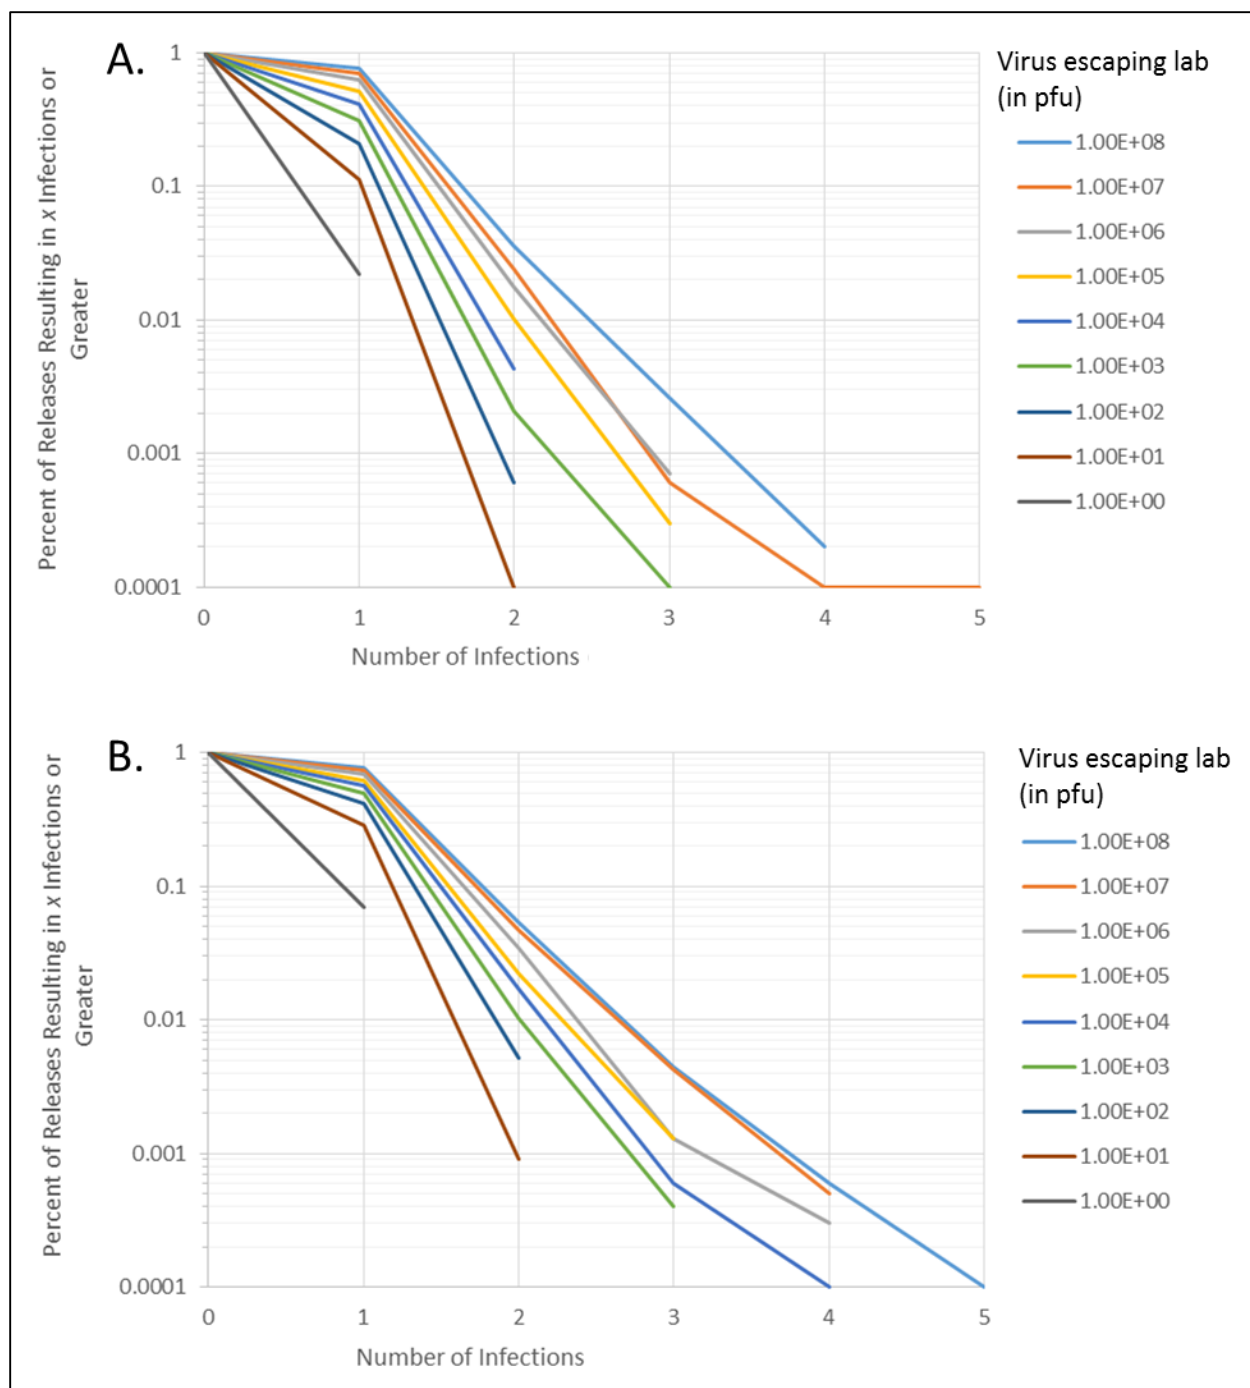 A.
Percent of Releases Resulting in x Infections or
Greater
1
0.1
0.01
0.001
0.0001
0 1 2 3 4 5
Number of Infections
Virus escaping lab
(in pfu)
1.00E+08
1.00E+07
1.00E+06
1.00E+05
1.00E+04
1.00E+03
1.00E+02
1.00E+01
1.00E+00
B.
Percent of Releases Resulting in x Infections or
Greater
1
0.1
0.01
0.001
0.0001
0 1 2 3 4 5
Number of Infections
Virus escaping lab
(in pfu)
1.00E+08
1.00E+07
1.00E+06
1.00E+05
1.00E+04
1.00E+03
1.00E+02
1.00E+01
1.00E+00